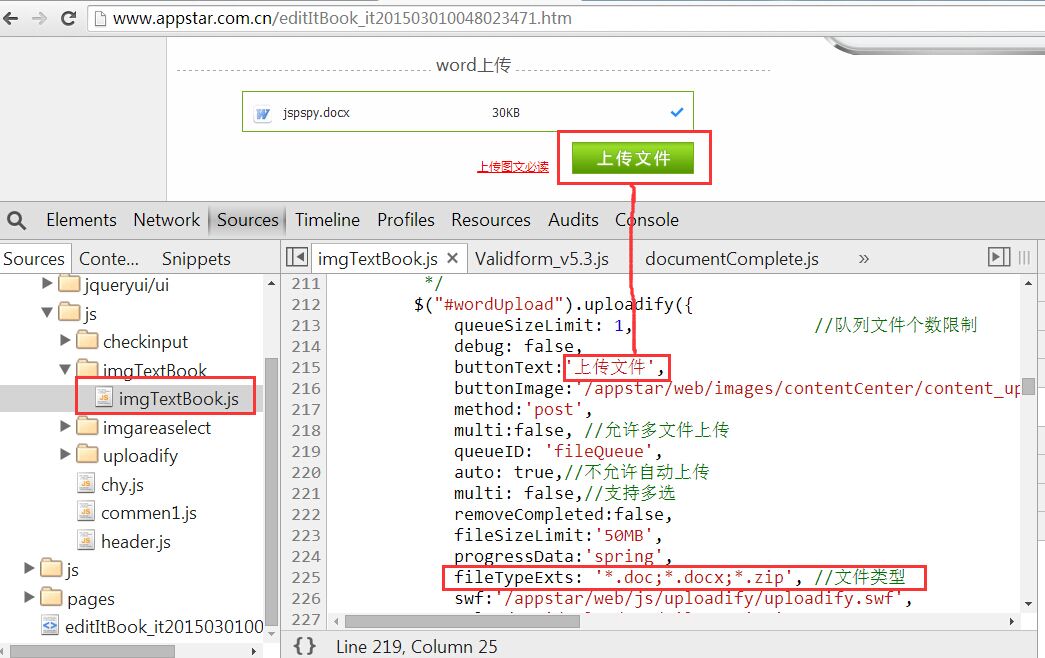 www.appstar.com.cn/editItBook_it201503010048023471.htm
word上传
jspspy.docx 30KB
上传图文必读 上传文件
Elements Network Sources Timeline Profiles Resources Audits Console
Sources Conte... Snippets
imgTextBook.js × Validform_v5.3.js documentComplete.js »
jqueryui/ui
js
checkinput
imgTextBook
imgTextBook.js
imgareaselect
uploadify
chy.js
commen1.js
header.js
js
pages
editItBook_it2015030100
211 */
212 $("#wordUpload").uploadify({
213 queueSizeLimit: 1, //队列文件个数限制
214 debug: false,
215 buttonText:'上传文件',
216 buttonImage:'/appstar/web/images/contentCenter/content_up
217 method:'post',
218 multi:false, //允许多文件上传
219 queueID: 'fileQueue',
220 auto: true,//不允许自动上传
221 multi: false,//支持多选
222 removeCompleted:false,
223 fileSizeLimit:'50MB',
224 progressData:'spring',
225 fileTypeExts: '*.doc;*.docx;*.zip', //文件类型
226 swf:'/appstar/web/js/uploadify/uploadify.swf',
227
{} Line 219, Column 25